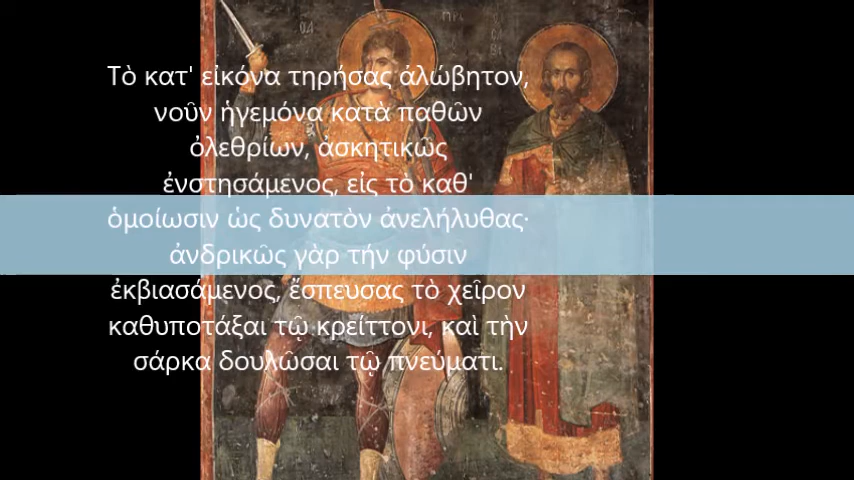 Τὸ κατ' εἰκόνα τηρήσας ἀλώβητον,
νοῦν ἡγεμόνα κατὰ παθῶν
ὀλεθρίων, ἀσκητικῶς
ἐνστησάμενος, εἰς τὸ καθ'
ὁμοίωσιν ὡς δυνατὸν ἀνελήλυθας·
ἀνδρικῶς γὰρ τήν φύσιν
ἐκβιασάμενος, ἔσπευσας τὸ χεῖρον
καθυποτάξαι τῷ κρείττονι, καὶ τὴν
σάρκα δουλῶσαι τῷ πνεύματι.